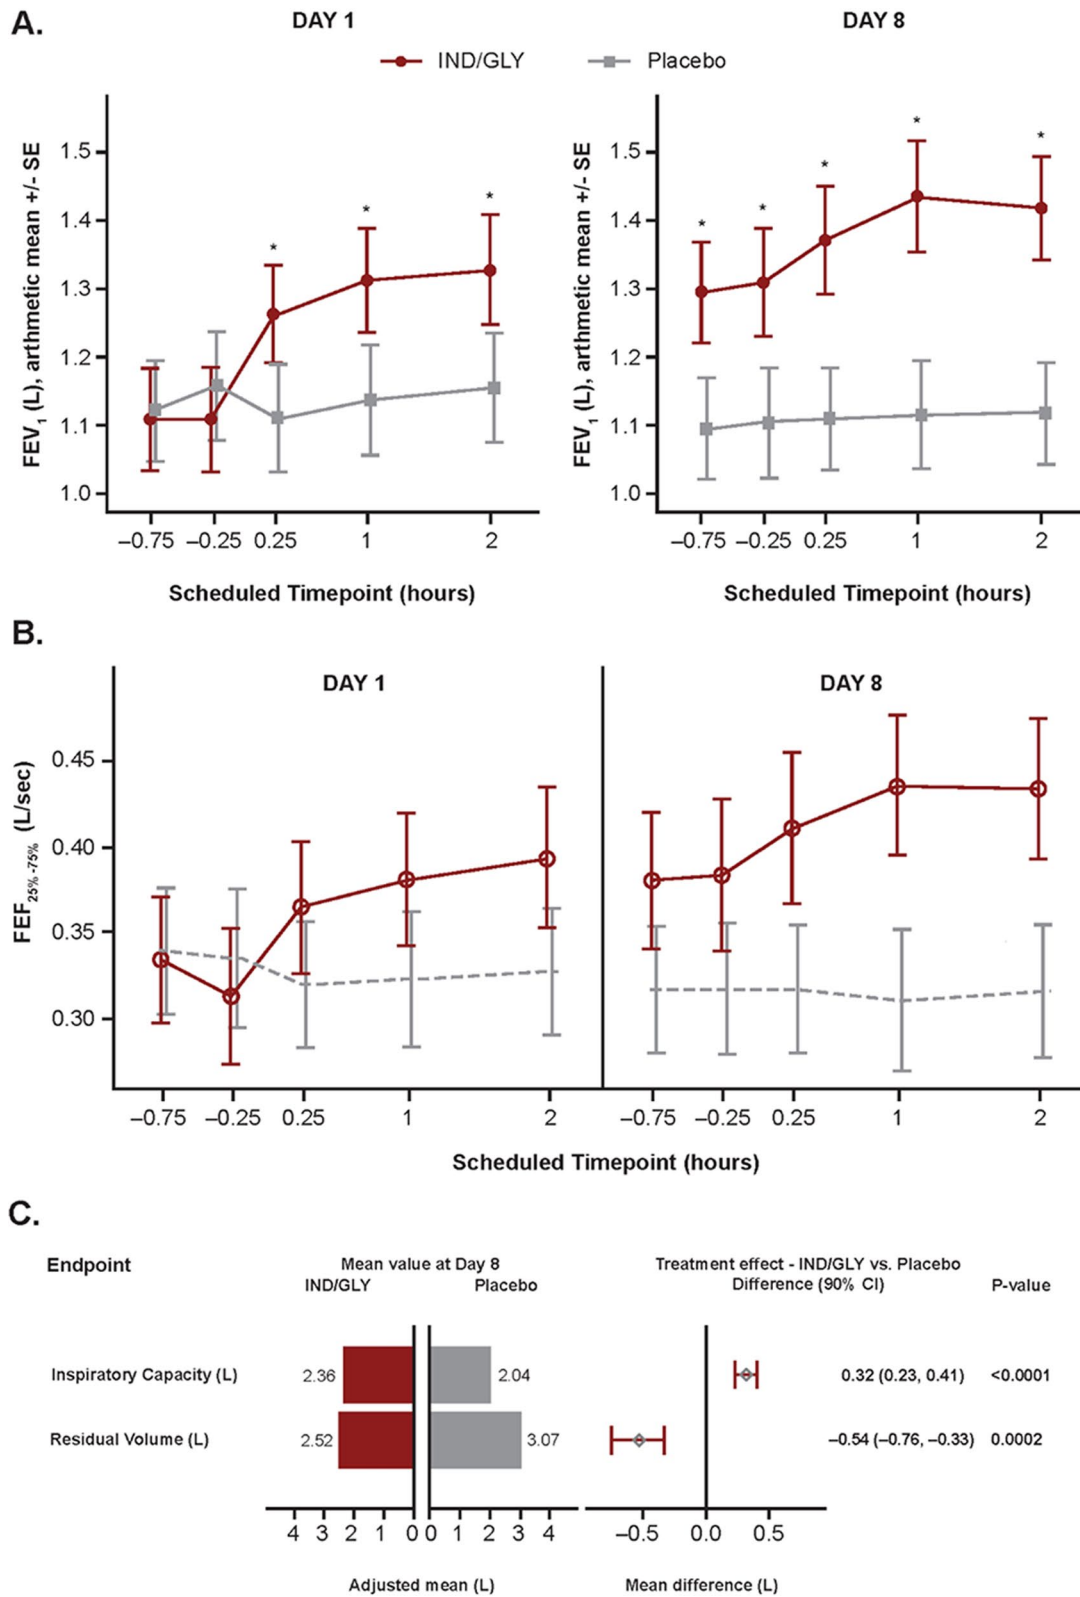 A.
DAY 1 DAY 8
IND/GLY Placebo
FEV1 (L), arthmetic mean +/- SE
1.5
1.4
1.3
1.2
1.1
1.0
* * *
–0.75 –0.25 0.25 1 2
Scheduled Timepoint (hours)
FEV1 (L), arthmetic mean +/- SE
1.5
1.4
1.3
1.2
1.1
1.0
* * * * *
–0.75 –0.25 0.25 1 2
Scheduled Timepoint (hours)
B.
DAY 1 DAY 8
FEF25%-75% (L/sec)
0.45
0.40
0.35
0.30
–0.75 –0.25 0.25 1 2 –0.75 –0.25 0.25 1 2
Scheduled Timepoint (hours)
C.
Endpoint Mean value at Day 8 Treatment effect - IND/GLY vs. Placebo
IND/GLY Placebo Difference (90% CI) P-value
Inspiratory Capacity (L) 2.36 2.04 0.32 (0.23, 0.41) <0.0001
Residual Volume (L) 2.52 3.07 –0.54 (–0.76, –0.33) 0.0002
4 3 2 1 0 0 1 2 3 4 –0.5 0.0 0.5
Adjusted mean (L) Mean difference (L)